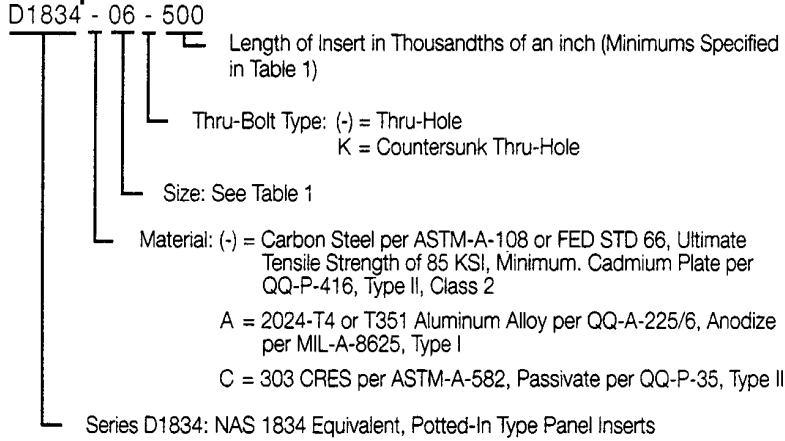 D1834 - 06 - 500
Length of Insert in Thousandths of an inch (Minimums Specified
in Table 1)
Thru-Bolt Type: (-) = Thru-Hole
K = Countersunk Thru-Hole
Size: See Table 1
Material: (-) = Carbon Steel per ASTM-A-108 or FED STD 66, Ultimate
Tensile Strength of 85 KSI, Minimum. Cadmium Plate per
QQ-P-416, Type II, Class 2
A = 2024-T4 or T351 Aluminum Alloy per QQ-A-225/6, Anodize
per MIL-A-8625, Type I
C = 303 CRES per ASTM-A-582, Passivate per QQ-P-35, Type II
Series D1834: NAS 1834 Equivalent, Potted-In Type Panel Inserts